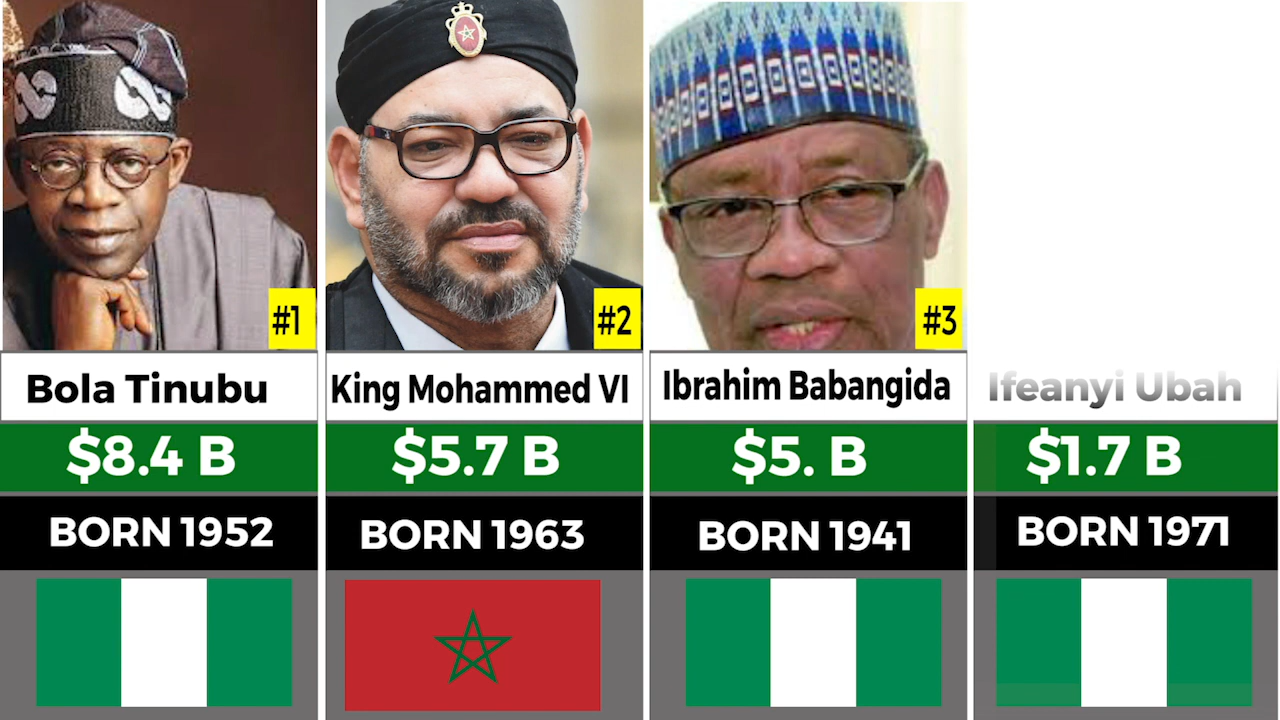 #1
#2
#3
Bola Tinubu
King Mohammed VI
Ibrahim Babangida
Ifeanyi Ubah
$8.4 B
$5.7 B
$5. B
$1.7 B
BORN 1952
BORN 1963
BORN 1941
BORN 1971